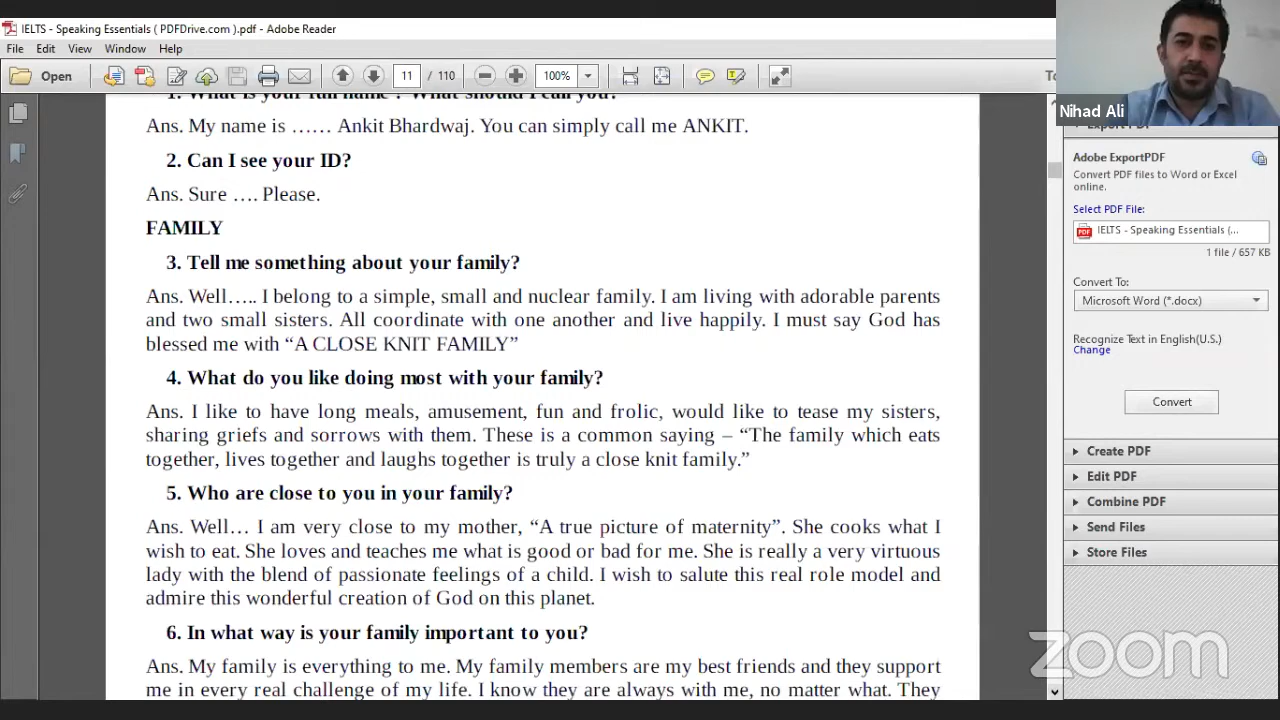 IELTS - Speaking Essentials ( PDFDrive.com ).pdf - Adobe Reader
File Edit View Window Help
Open 11 / 110 100%
Nihad Ali
1. What is your full name ? What should I call you?
Ans. My name is …… Ankit Bhardwaj. You can simply call me ANKIT.
2. Can I see your ID?
Ans. Sure …. Please.
FAMILY
3. Tell me something about your family?
Ans. Well….. I belong to a simple, small and nuclear family. I am living with adorable parents
and two small sisters. All coordinate with one another and live happily. I must say God has
blessed me with “A CLOSE KNIT FAMILY”
4. What do you like doing most with your family?
Ans. I like to have long meals, amusement, fun and frolic, would like to tease my sisters,
sharing griefs and sorrows with them. These is a common saying – “The family which eats
together, lives together and laughs together is truly a close knit family.”
5. Who are close to you in your family?
Ans. Well… I am very close to my mother, “A true picture of maternity”. She cooks what I
wish to eat. She loves and teaches me what is good or bad for me. She is really a very virtuous
lady with the blend of passionate feelings of a child. I wish to salute this real role model and
admire this wonderful creation of God on this planet.
6. In what way is your family important to you?
Ans. My family is everything to me. My family members are my best friends and they support
me in every real challenge of my life. I know they are always with me, no matter what. They
Export PDF
Adobe ExportPDF
Convert PDF files to Word or Excel
online.
Select PDF File:
IELTS - Speaking Essentials (...
1 file / 657 KB
Convert To:
Microsoft Word (*.docx)
Recognize Text in English(U.S.)
Change
Convert
Create PDF
Edit PDF
Combine PDF
Send Files
Store Files
zoom